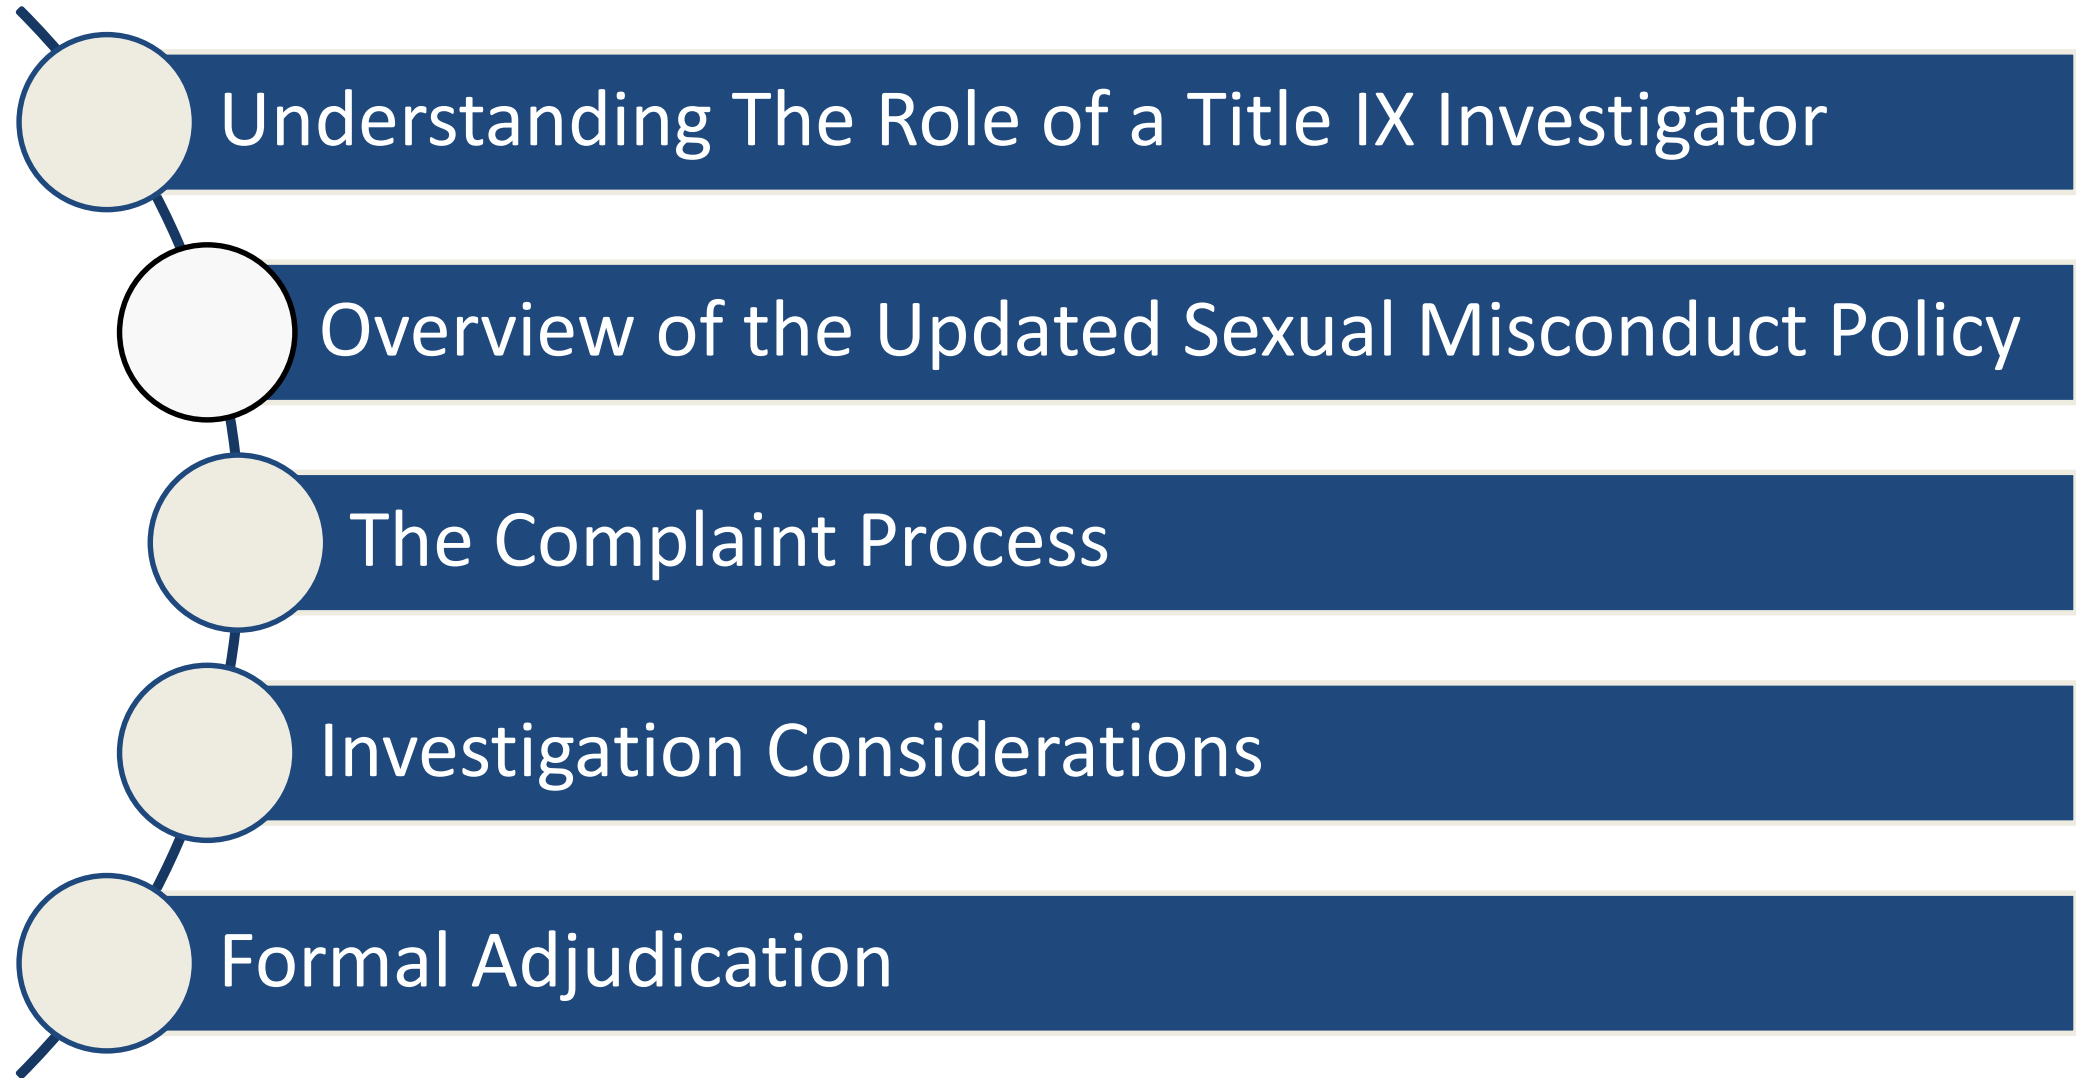 Understanding The Role of a Title IX Investigator
Overview of the Updated Sexual Misconduct Policy
The Complaint Process
Investigation Considerations
Formal Adjudication